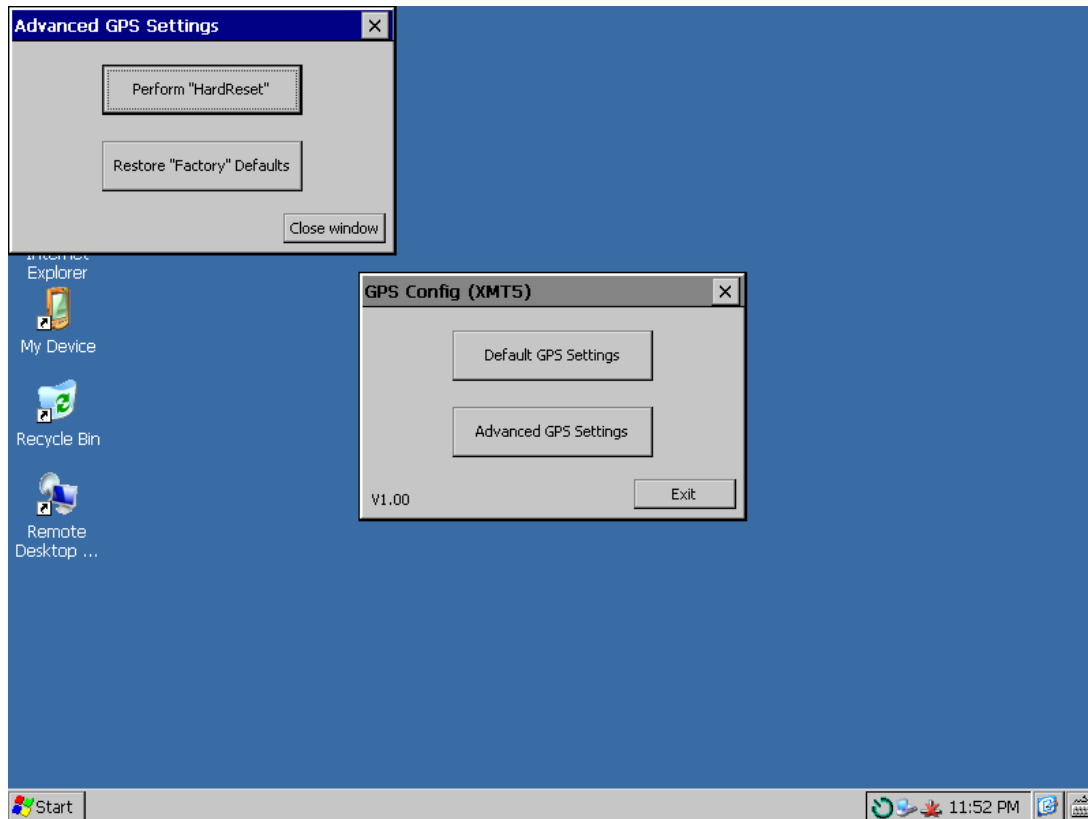 Advanced GPS Settings
Perform "HardReset"
Restore "Factory" Defaults
Close window
Internet
Explorer
My Device
Recycle Bin
Remote
Desktop ...
GPS Config (XMT5)
Default GPS Settings
Advanced GPS Settings
V1.00
Exit
Start
11:52 PM